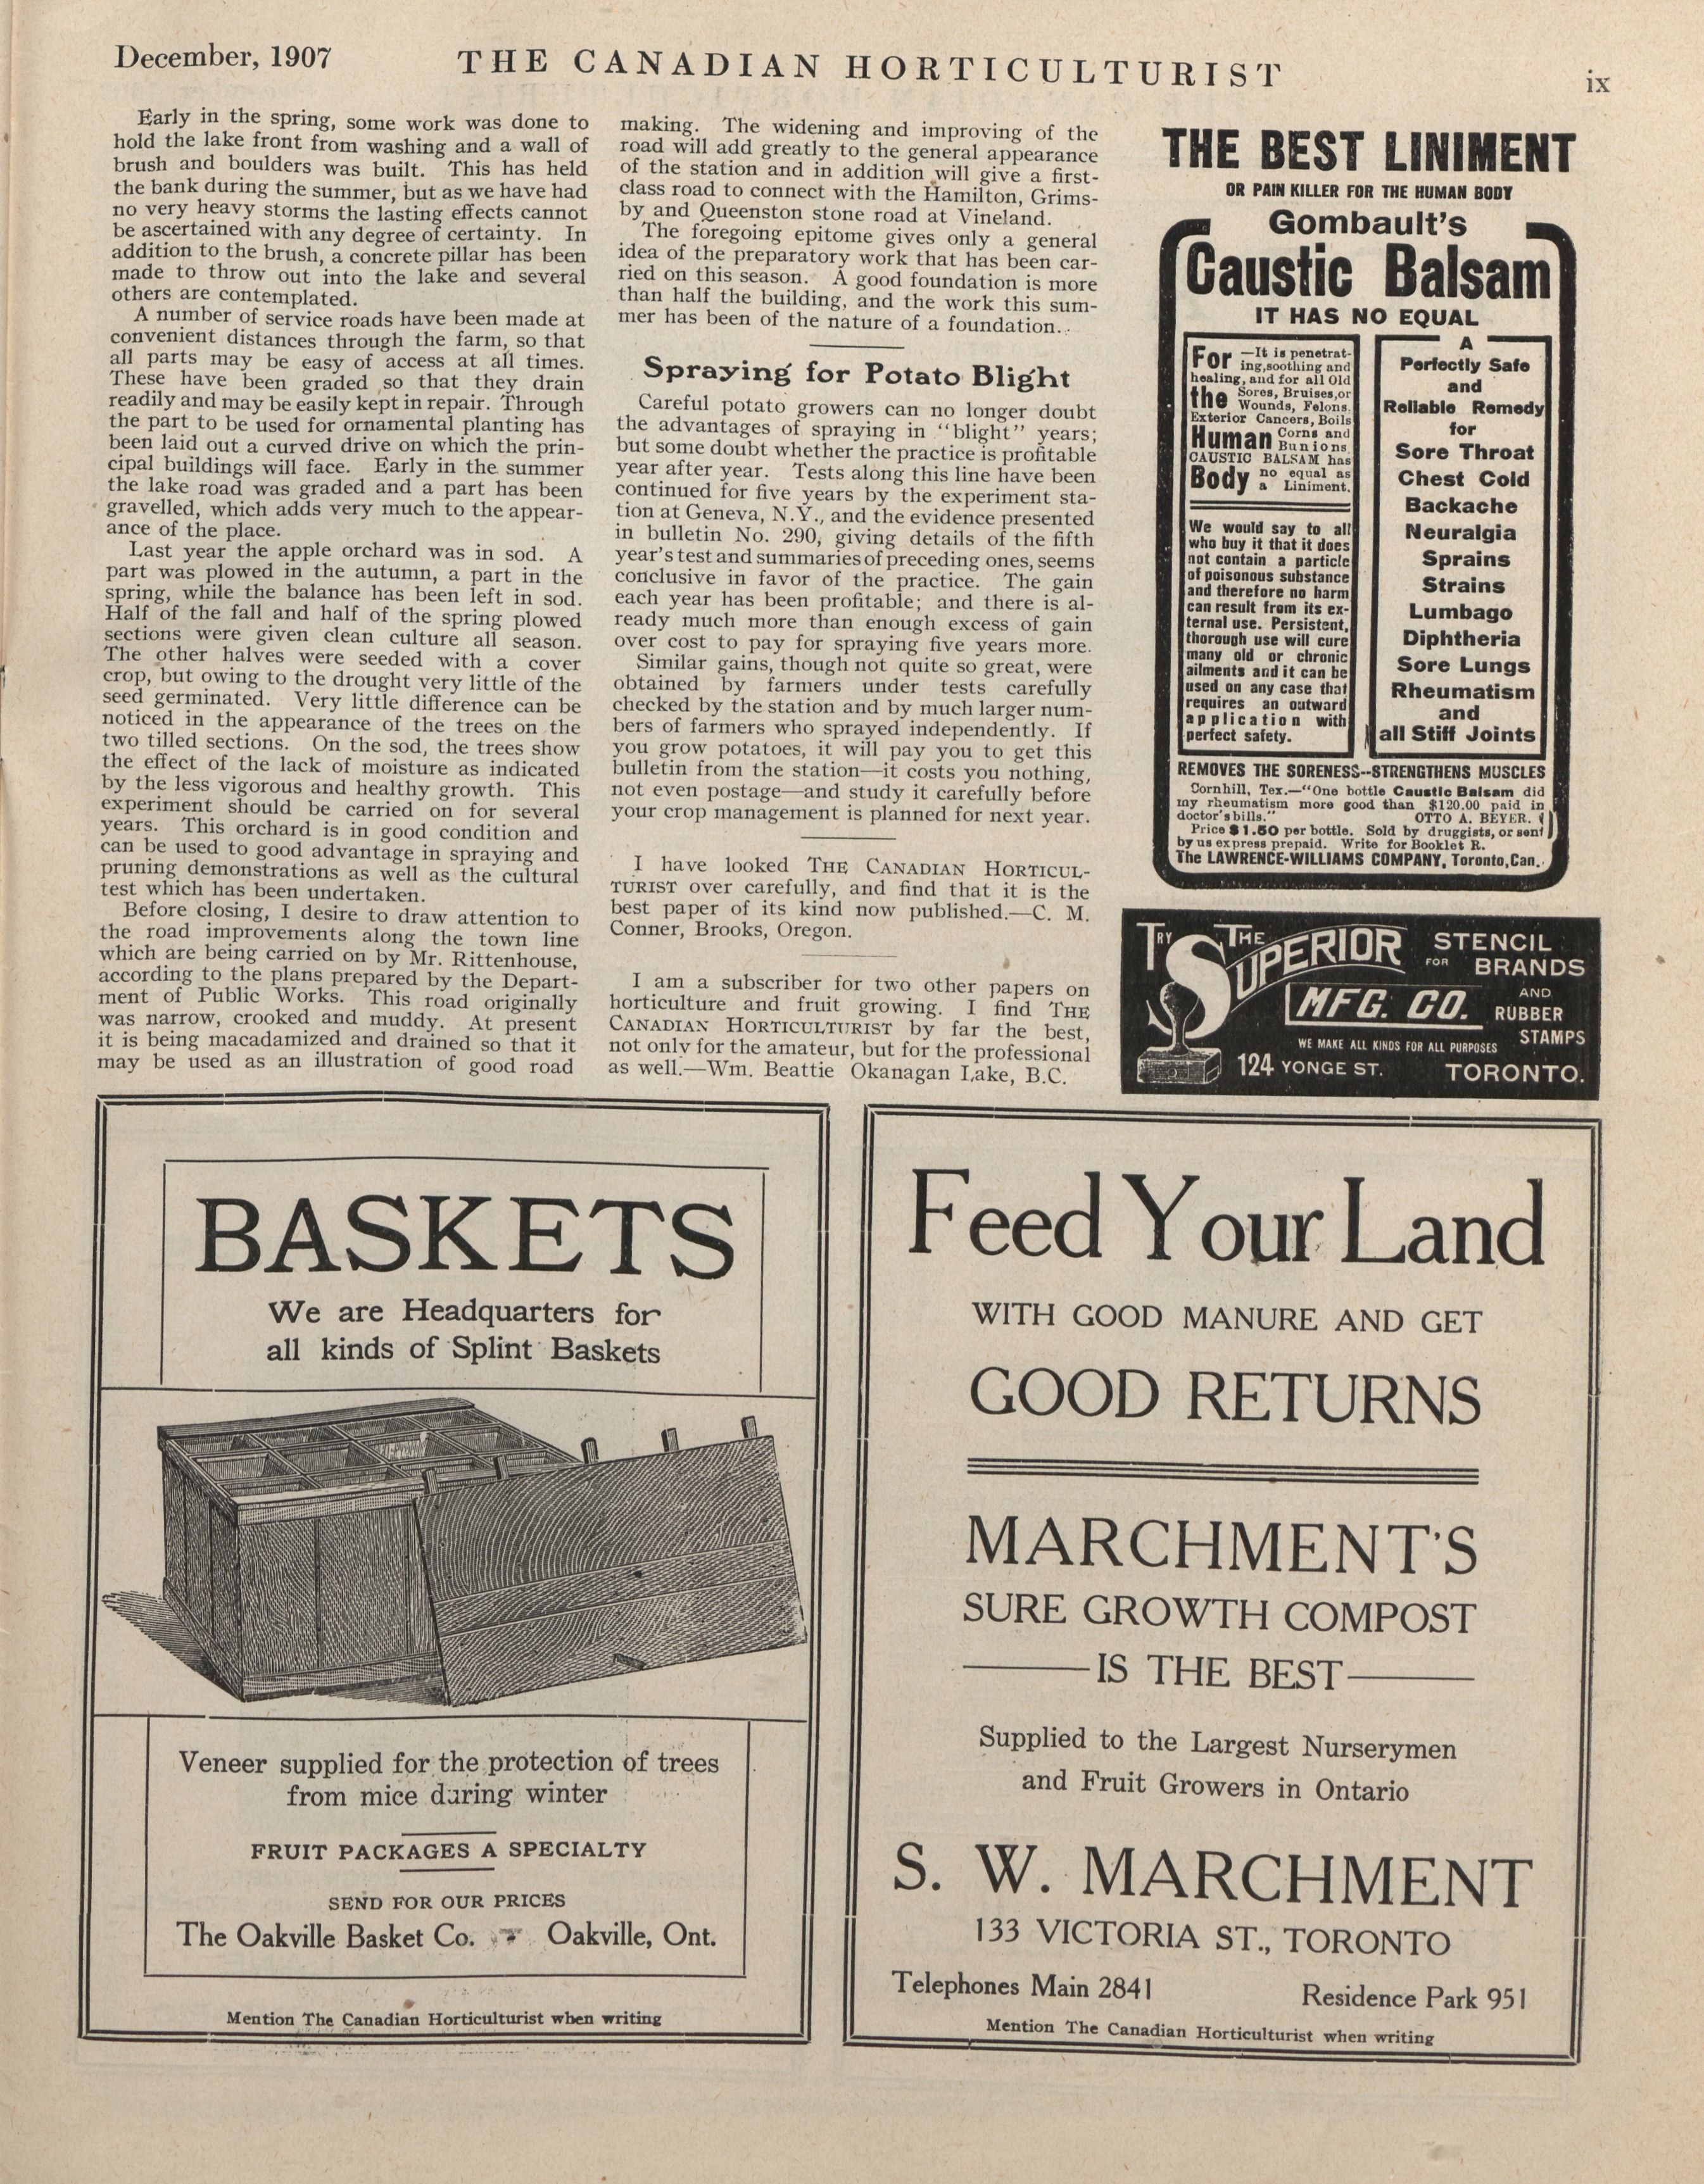 December, 1907
THE CANADIAN HORTICULTURIST
ix
Early in the spring, some work was done to
hold the lake front from washing and a wall of
brush and boulders was built. This has held
the bank during the summer, but as we have had
no very heavy storms the lasting effects cannot
be ascertained with any degree of certainty. In
addition to the brush, a concrete pillar has been
made to throw out into the lake and several
others are contemplated.
A number of service roads have been made at
convenient distances through the farm, so that
all parts may be easy of access at all times.
These have been graded so that they drain
readily and may be easily kept in repair. Through
the part to be used for ornamental planting has
been laid out a curved drive on which the prin-
cipal buildings will face. Early in the summer
the lake road was graded and a part has been
gravelled, which adds very much to the appear-
ance of the place.
Last year the apple orchard was in sod. A
part was plowed in the autumn, a part in the
spring, while the balance has been left in sod.
Half of the fall and half of the spring plowed
sections were given clean culture all season.
The other halves were seeded with a cover
crop, but owing to the drought very little of the
seed germinated. Very little difference can be
noticed in the appearance of the trees on the
two tilled sections. On the sod, the trees show
the effect of the lack of moisture as indicated
by the less vigorous and healthy growth. This
experiment should be carried on for several
years. This orchard is in good condition and
can be used to good advantage in spraying and
pruning demonstrations as well as the cultural
test which has been undertaken.
Before closing, I desire to draw attention to
the road improvements along the town line
which are being carried on by Mr. Rittenhouse,
according to the plans prepared by the Depart-
ment of Public Works. This road originally
was narrow, crooked and muddy. At present
it is being macadamized and drained so that it
may be used as an illustration of good road
making. The widening and improving of the
road will add greatly to the general appearance
of the station and in addition will give a first-
class road to connect with the Hamilton, Grims-
by and Queenston stone road at Vineland.
The foregoing epitome gives only a general
idea of the preparatory work that has been car-
ried on this season. A good foundation is more
than half the building, and the work this sum-
mer has been of the nature of a foundation.
Spraying for Potato Blight
Careful potato growers can no longer doubt
the advantages of spraying in "blight" years;
but some doubt whether the practice is profitable
year after year. Tests along this line have been
continued for five years by the experiment sta-
tion at Geneva, N.Y., and the evidence presented
in bulletin No. 290, giving details of the fifth
year's test and summaries of preceding ones, seems
conclusive in favor of the practice. The gain
each year has been profitable; and there is al-
ready much more than enough excess of gain
over cost to pay for spraying five years more.
Similar gains, though not quite so great, were
obtained by farmers under tests carefully
checked by the station and by much larger num-
bers of farmers who sprayed independently. If
you grow potatoes, it will pay you to get this
bulletin from the station—it costs you nothing,
not even postage—and study it carefully before
your crop management is planned for next year.
I have looked THE CANADIAN HORTICUL-
TURIST over carefully, and find that it is the
best paper of its kind now published.—C. M.
Conner, Brooks, Oregon.
I am a subscriber for two other papers on
horticulture and fruit growing. I find THE
CANADIAN HORTICULTURIST by far the best,
not only for the amateur, but for the professional
as well.—Wm. Beattie Okanagan Lake, B.C.
THE BEST LINIMENT
OR PAIN KILLER FOR THE HUMAN BODY
Gombault's
Caustic Balsam
IT HAS NO EQUAL
For —It is penetrat-
ing, soothing and
healing, and for all Old
the Sores, Bruises, or
Wounds, Felons,
Exterior Cancers, Boils
Human Corns and
Bunions.
CAUSTIC BALSAM has
Body no equal as
a Liniment.
We would say to all
who buy it that it does
not contain a particle
of poisonous substance
and therefore no harm
can result from its ex-
ternal use. Persistent,
thorough use will cure
many old or chronic
ailments and it can be
used on any case that
requires an outward
application with
perfect safety.
A
Perfectly Safe
and
Reliable Remedy
for
Sore Throat
Chest Cold
Backache
Neuralgia
Sprains
Strains
Lumbago
Diphtheria
Sore Lungs
Rheumatism
and
all Stiff Joints
REMOVES THE SORENESS--STRENGTHENS MUSCLES
Cornhill, Tex.—"One bottle Caustic Balsam did
my rheumatism more good than $120.00 paid in
doctor's bills." OTTO A. BEYER.
Price $1.50 per bottle. Sold by druggists, or sent
by us express prepaid. Write for Booklet R.
The LAWRENCE-WILLIAMS COMPANY, Toronto, Can.
TRY THE SUPERIOR
MFG. CO.
FOR
STENCIL
BRANDS
AND
RUBBER
STAMPS
WE MAKE ALL KINDS FOR ALL PURPOSES
124 YONGE ST. TORONTO.
BASKETS
We are Headquarters for
all kinds of Splint Baskets
Veneer supplied for the protection of trees
from mice during winter
FRUIT PACKAGES A SPECIALTY
SEND FOR OUR PRICES
The Oakville Basket Co. Oakville, Ont.
Mention The Canadian Horticulturist when writing
Feed Your Land
WITH GOOD MANURE AND GET
GOOD RETURNS
MARCHMENT'S
SURE GROWTH COMPOST
IS THE BEST
Supplied to the Largest Nurserymen
and Fruit Growers in Ontario
S. W. MARCHMENT
133 VICTORIA ST., TORONTO
Telephones Main 2841 Residence Park 951
Mention The Canadian Horticulturist when writing